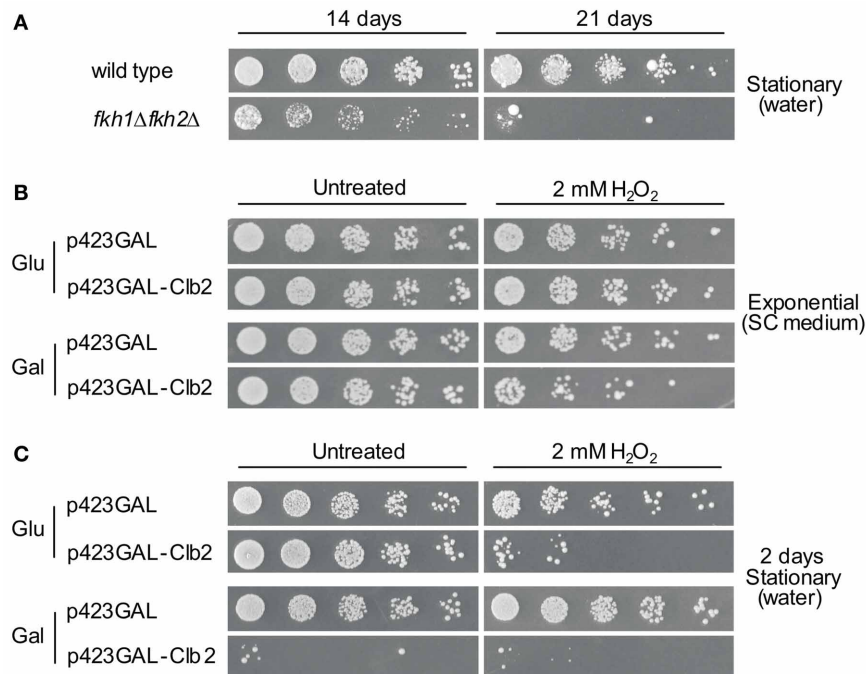 A
14 days
21 days
wild type
fkh1Δfkh2Δ
Stationary
(water)
B
Untreated
2 mM H₂O₂
Glu
p423GAL
p423GAL-Clb2
Gal
p423GAL
p423GAL-Clb2
Exponential
(SC medium)
C
Untreated
2 mM H₂O₂
Glu
p423GAL
p423GAL-Clb2
Gal
p423GAL
p423GAL-Clb 2
2 days
Stationary
(water)